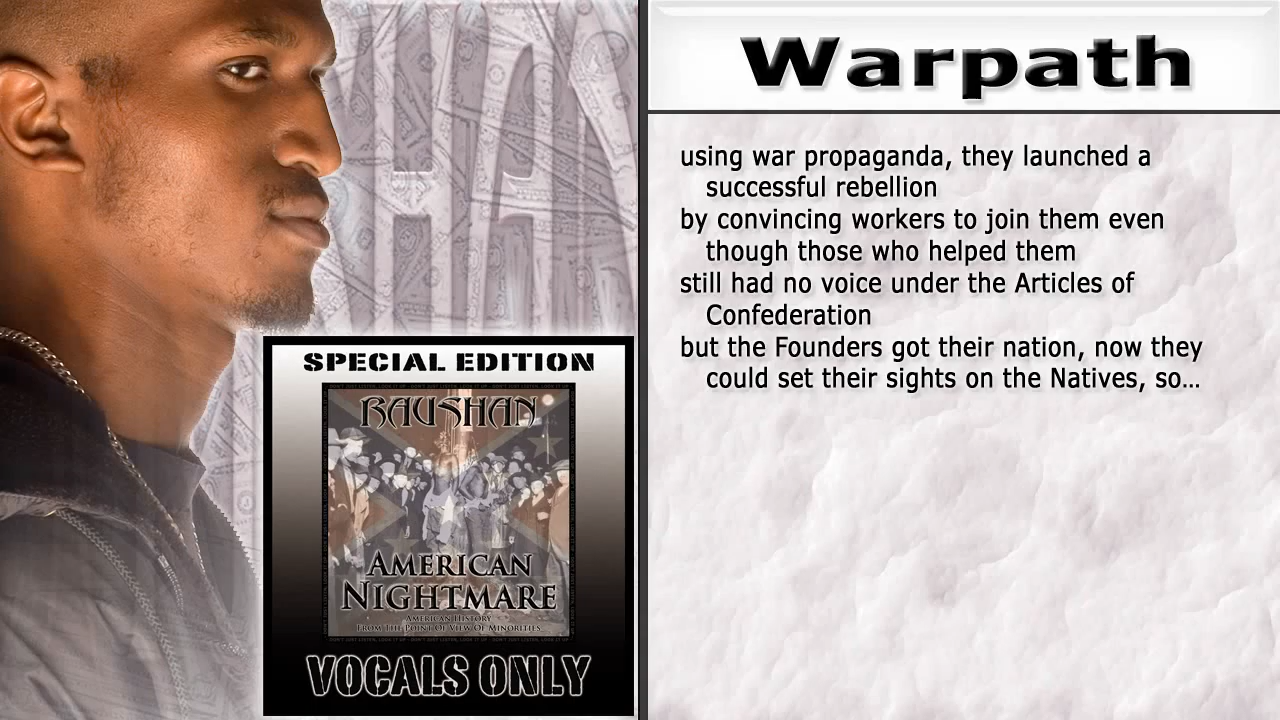 Warpath
using war propaganda, they launched a
successful rebellion
by convincing workers to join them even
though those who helped them
still had no voice under the Articles of
Confederation
but the Founders got their nation, now they
could set their sights on the Natives, so...
SPECIAL EDITION
RAUSHAN
AMERICAN
NIGHTMARE
AMERICAN HISTORY
FROM THE POINT OF VIEW OF MINORITIES
VOCALS ONLY